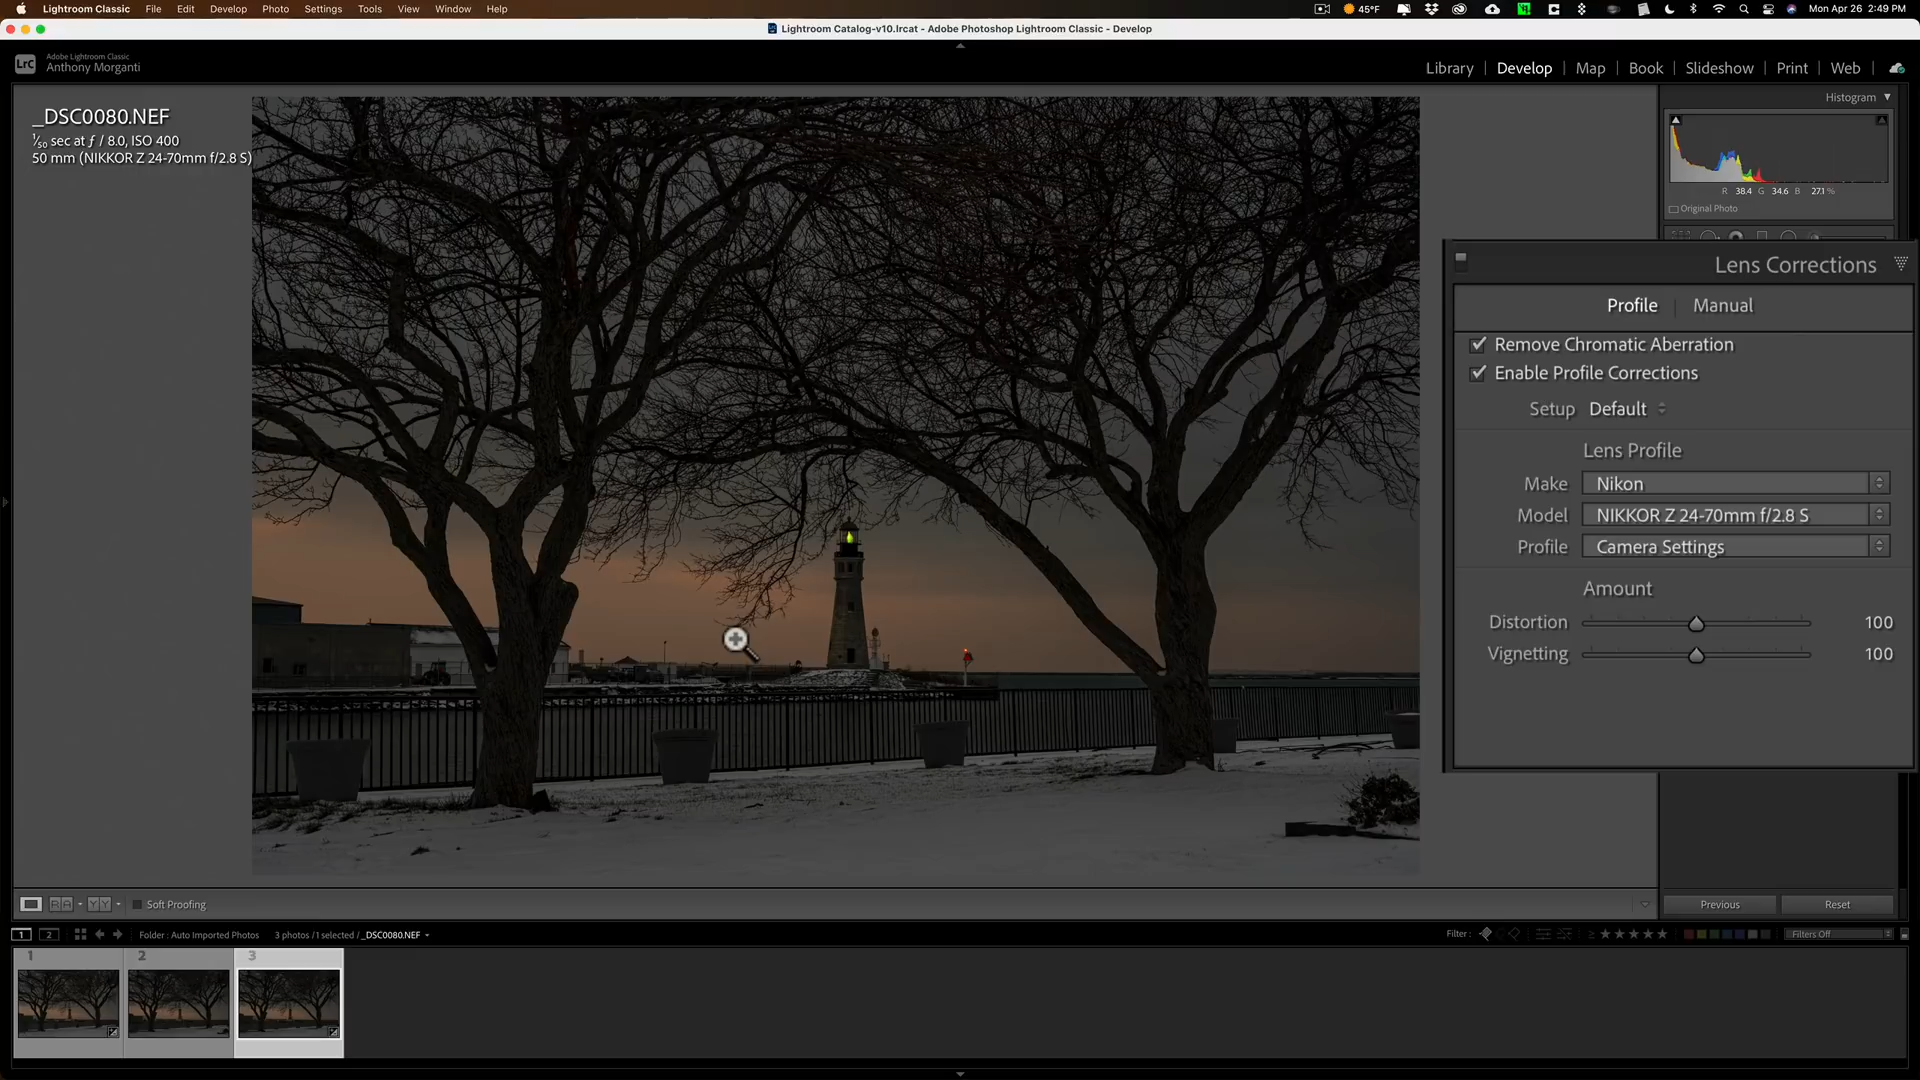 Lightroom Classic File Edit Develop Photo Settings Tools View Window Help 45°F Mon Apr 26 2:49 PM
Lightroom Catalog-v10.lrcat - Adobe Photoshop Lightroom Classic - Develop
LrC
Adobe Lightroom Classic
Anthony Morganti
Library Develop Map Book Slideshow Print Web
_DSC0080.NEF
1/50 sec at ƒ / 8.0, ISO 400
50 mm (NIKKOR Z 24-70mm f/2.8 S)
Histogram
R 38.4 G 34.6 B 27.1 %
Original Photo
Lens Corrections
Profile Manual
Remove Chromatic Aberration
Enable Profile Corrections
Setup Default
Lens Profile
Make Nikon
Model NIKKOR Z 24-70mm f/2.8 S
Profile Camera Settings
Amount
Distortion 100
Vignetting 100
R A Y Y Soft Proofing
Previous Reset
1 2 Folder : Auto Imported Photos 3 photos / 1 selected / _DSC0080.NEF
Filter : ≥ ★ ★ ★ ★ ★ Filters Off
1 2 3